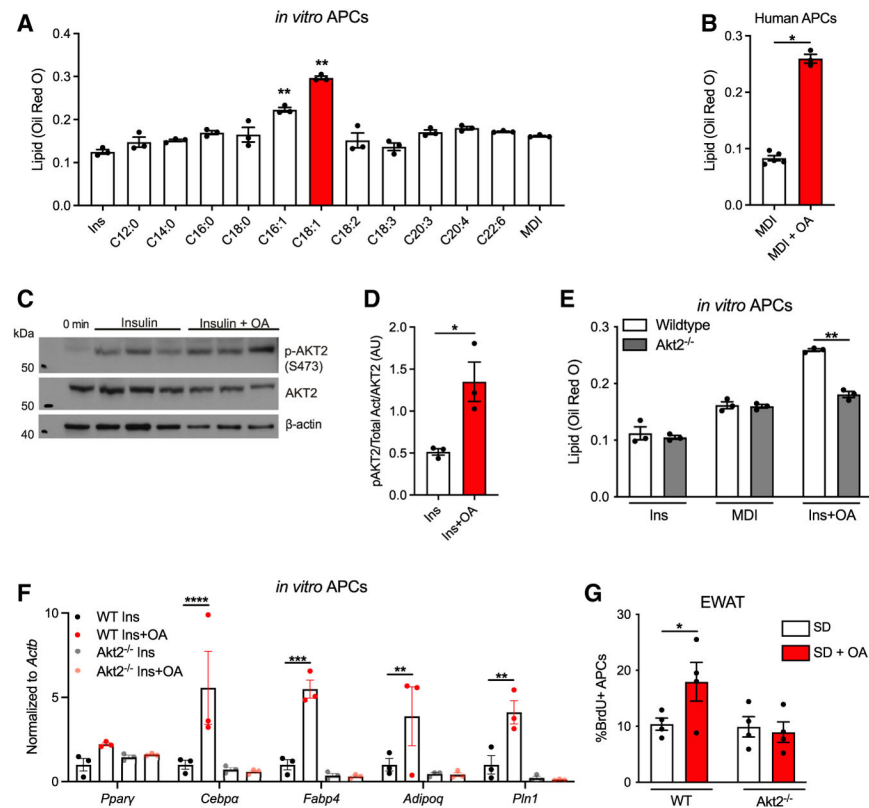 A
in vitro APCs
Lipid (Oil Red O)
0.4
0.3
0.2
0.1
0.0
**
**
Ins
C12:0
C14:0
C16:0
C18:0
C16:1
C18:1
C18:2
C18:3
C20:3
C20:4
C22:6
MDI
B
Human APCs
Lipid (Oil Red O)
0.3
0.2
0.1
0.0
*
MDI
MDI + OA
C
kDa
0 min
Insulin
Insulin + OA
50
50
40
p-AKT2
(S473)
AKT2
β-actin
D
pAKT2/Total Act/AKT2 (AU)
2.0
1.5
1.0
0.5
0.0
*
Ins
Ins+OA
E
in vitro APCs
Lipid (Oil Red O)
0.3
0.2
0.1
0.0
Wildtype
Akt2-/-
**
Ins
MDI
Ins+OA
F
in vitro APCs
Normalized to Actb
10
5
0
WT Ins
WT Ins+OA
Akt2-/- Ins
Akt2-/- Ins+OA
****
***
**
**
Pparγ
Cebpα
Fabp4
Adipoq
Pln1
G
EWAT
%BrdU+ APCs
30
20
10
0
*
SD
SD + OA
WT
Akt2-/-